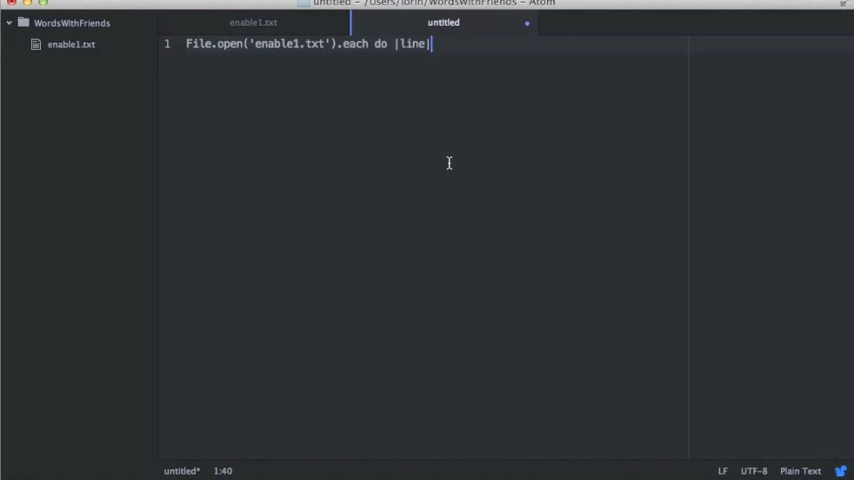 untitled - /Users/lorin/WordsWithFriends - Atom
WordsWithFriends
enable1.txt
enable1.txt
untitled
1 File.open('enable1.txt').each do |line|
untitled* 1:40
LF UTF-8 Plain Text